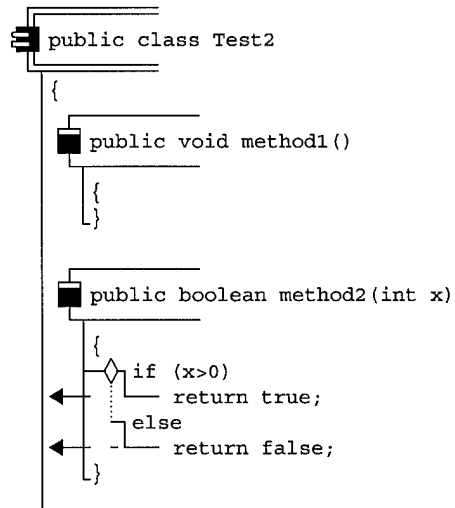 public class Test2
{
public void method1()
{
}
public boolean method2(int x)
{
if (x>0)
return true;
else
return false;
}